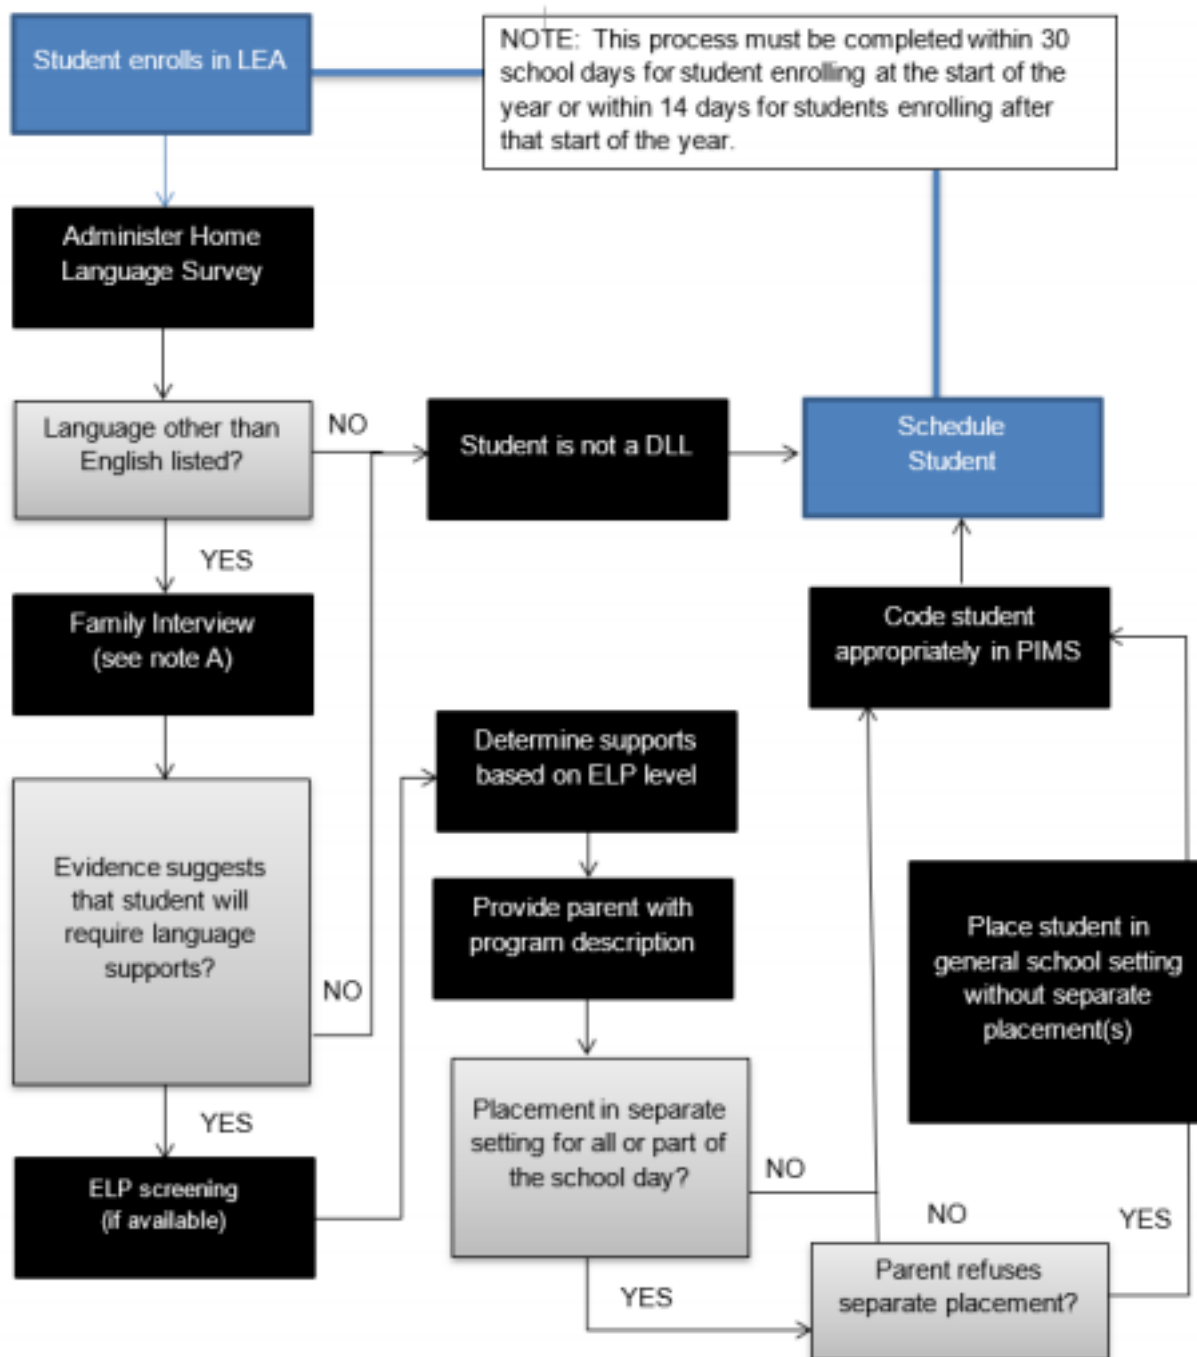 Student enrolls in LEA
NOTE:  This process must be completed within 30
school days for student enrolling at the start of the
year or within 14 days for students enrolling after
that start of the year.
Administer Home
Language Survey
Language other than
English listed?
NO
Student is not a DLL
Schedule
Student
YES
Family Interview
(see note A)
Code student
appropriately in PIMS
Determine supports
based on ELP level
Evidence suggests
that student will
require language
supports?
NO
Provide parent with
program description
Place student in
general school setting
without separate
placement(s)
YES
Placement in separate
setting for all or part of
the school day?
NO
ELP screening
(if available)
NO
YES
YES
Parent refuses
separate placement?